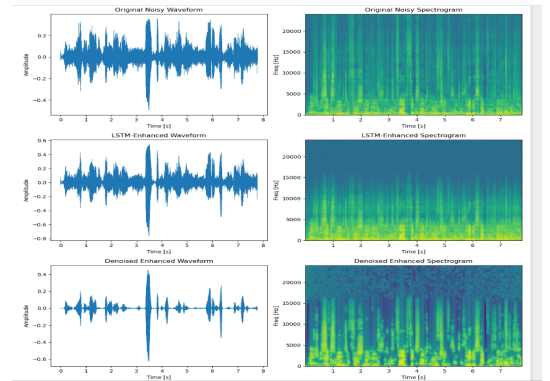 Original Noisy Waveform
Original Noisy Spectrogram
0.2
0.0
−0.2
−0.4
Amplitude
0 1 2 3 4 5 6 7 8
Time [s]
20000
15000
10000
5000
0
Freq [Hz]
0 1 2 3 4 5 6 7
Time [s]
LSTM-Enhanced Waveform
LSTM-Enhanced Spectrogram
0.6
0.4
0.2
0.0
−0.2
−0.4
−0.6
−0.8
Amplitude
0 1 2 3 4 5 6 7 8
Time [s]
20000
15000
10000
5000
0
Freq [Hz]
0 1 2 3 4 5 6 7
Time [s]
Denoised Enhanced Waveform
Denoised Enhanced Spectrogram
0.4
0.2
0.0
−0.2
−0.4
−0.6
Amplitude
0 1 2 3 4 5 6 7 8
Time [s]
20000
15000
10000
5000
0
Freq [Hz]
0 1 2 3 4 5 6 7
Time [s]